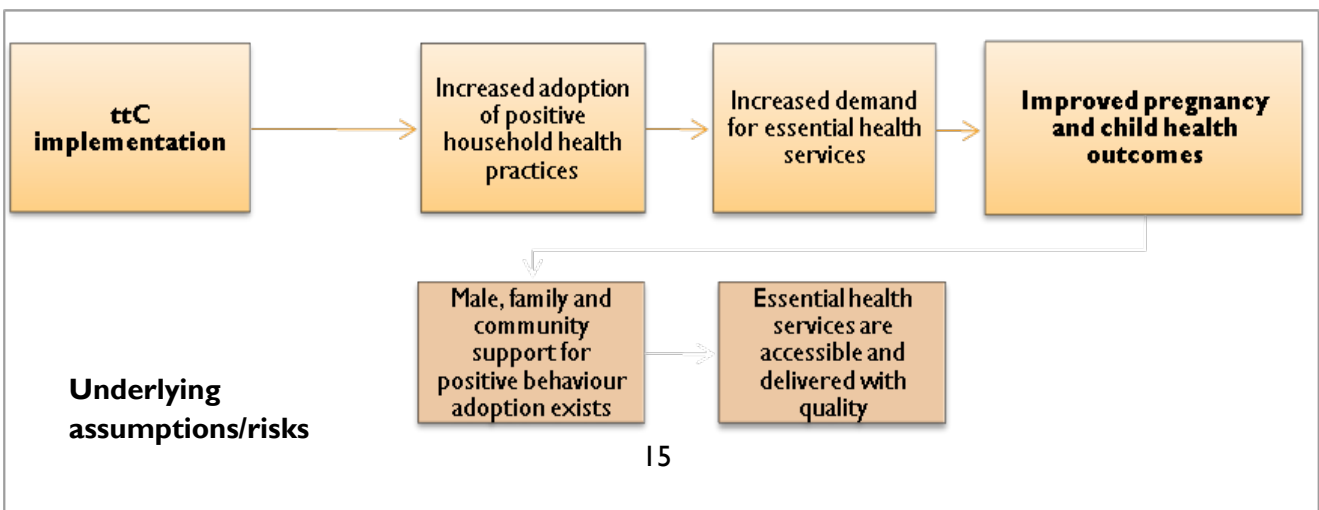 ttC
implementation
Increased adoption
of positive
household health
practices
Increased demand
for essential health
services
Improved pregnancy
and child health
outcomes
Male, family and
community
support for
positive behaviour
adoption exists
Essential health
services are
accessible and
delivered with
quality
Underlying
assumptions/risks
15